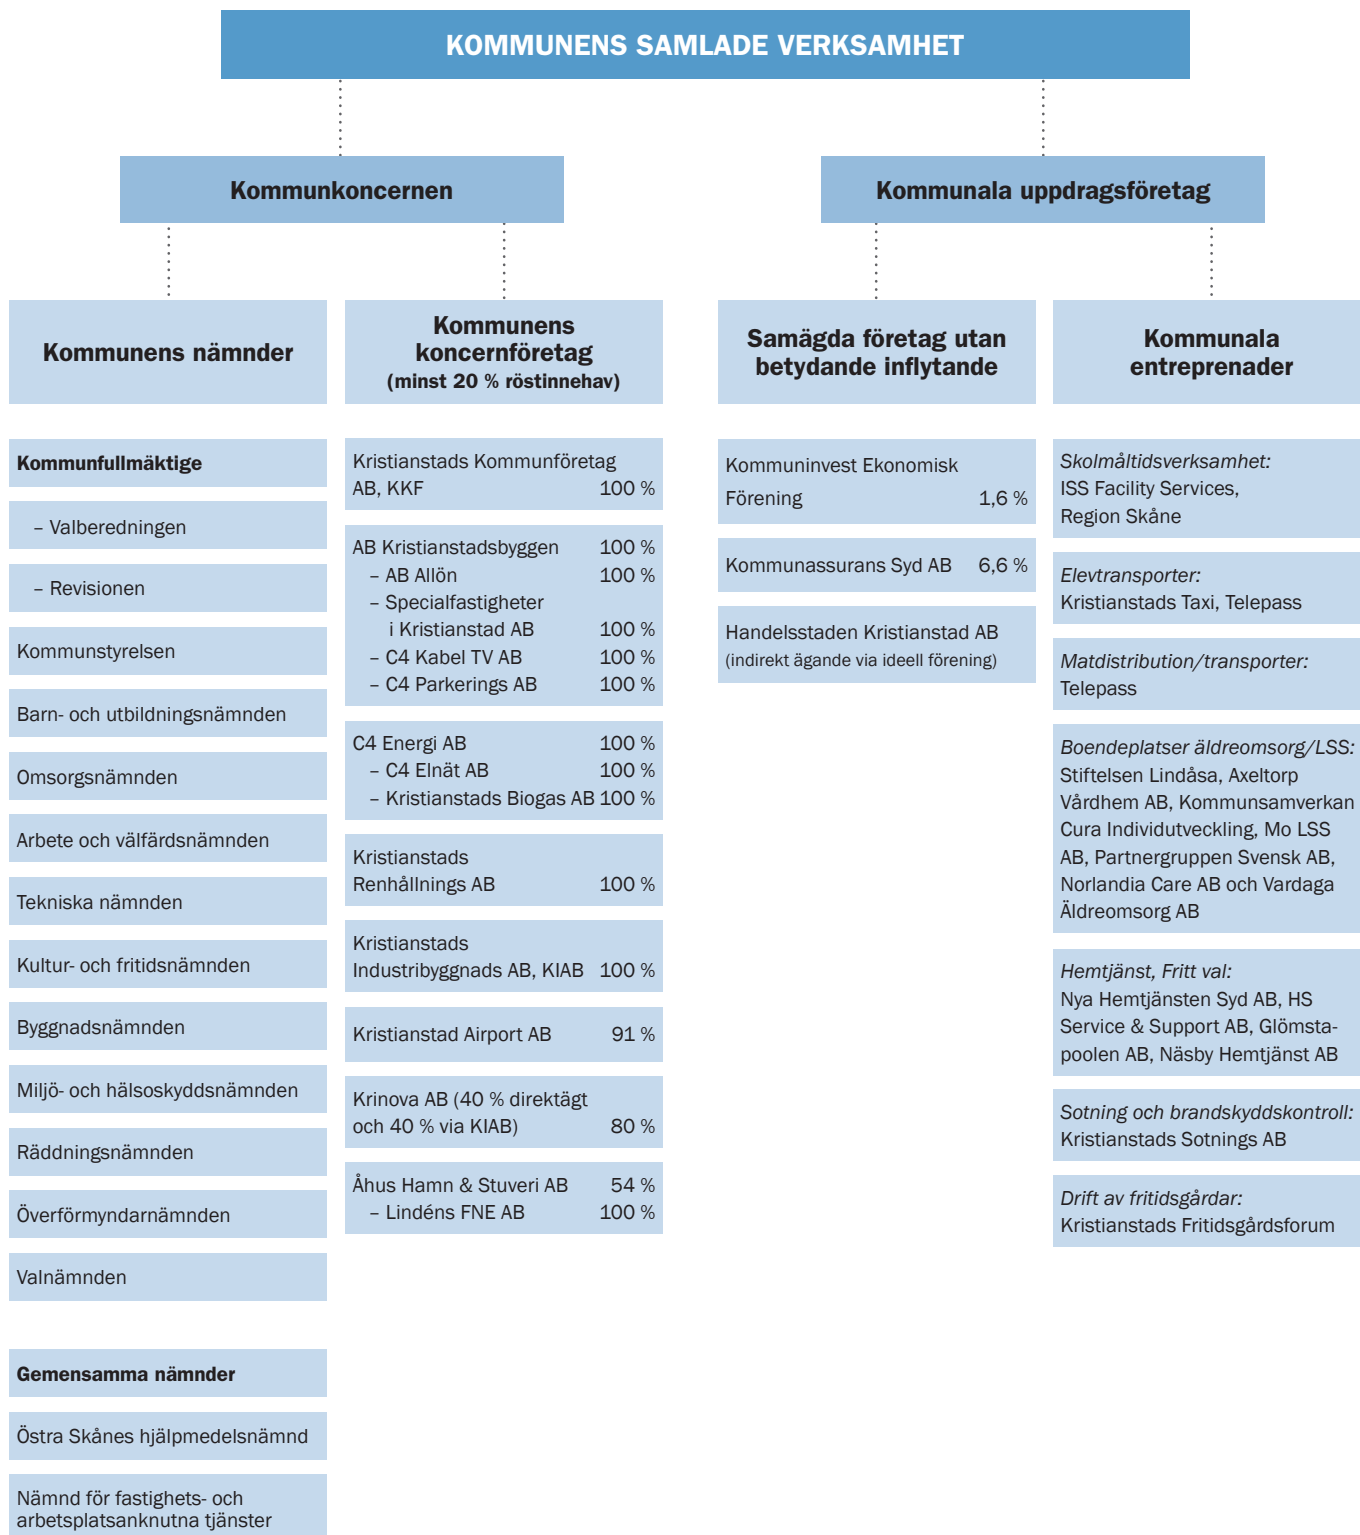 KOMMUNENS SAMLADE VERKSAMHET
Kommunkoncernen
Kommunala uppdragsföretag
Kommunens nämnder
Kommunens
koncernföretag
(minst 20 % röstinnehav)
Samägda företag utan
betydande inflytande
Kommunala
entreprenader
Kommunfullmäktige
– Valberedningen
– Revisionen
Kommunstyrelsen
Barn- och utbildningsnämnden
Omsorgsnämnden
Arbete och välfärdsnämnden
Tekniska nämnden
Kultur- och fritidsnämnden
Byggnadsnämnden
Miljö- och hälsoskyddsnämnden
Räddningsnämnden
Överförmyndarnämnden
Valnämnden
Gemensamma nämnder
Östra Skånes hjälpmedelsnämnd
Nämnd för fastighets- och
arbetsplatsanknutna tjänster
Kristianstads Kommunföretag
AB, KKF 100 %
AB Kristianstadsbyggen 100 %
– AB Allön 100 %
– Specialfastigheter
i Kristianstad AB 100 %
– C4 Kabel TV AB 100 %
– C4 Parkerings AB 100 %
C4 Energi AB 100 %
– C4 Elnät AB 100 %
– Kristianstads Biogas AB 100 %
Kristianstads
Renhållnings AB 100 %
Kristianstads
Industribyggnads AB, KIAB 100 %
Kristianstad Airport AB 91 %
Krinova AB (40 % direktägt
och 40 % via KIAB) 80 %
Åhus Hamn & Stuveri AB 54 %
– Lindéns FNE AB 100 %
Kommuninvest Ekonomisk
Förening 1,6 %
Kommunassurans Syd AB 6,6 %
Handelsstaden Kristianstad AB
(indirekt ägande via ideell förening)
Skolmåltidsverksamhet:
ISS Facility Services,
Region Skåne
Elevtransporter:
Kristianstads Taxi, Telepass
Matdistribution/transporter:
Telepass
Boendeplatser äldreomsorg/LSS:
Stiftelsen Lindåsa, Axeltorp
Vårdhem AB, Kommunsamverkan
Cura Individutveckling, Mo LSS
AB, Partnergruppen Svensk AB,
Norlandia Care AB och Vardaga
Äldreomsorg AB
Hemtjänst, Fritt val:
Nya Hemtjänsten Syd AB, HS
Service & Support AB, Glömsta-
poolen AB, Näsby Hemtjänst AB
Sotning och brandskyddskontroll:
Kristianstads Sotnings AB
Drift av fritidsgårdar:
Kristianstads Fritidsgårdsforum